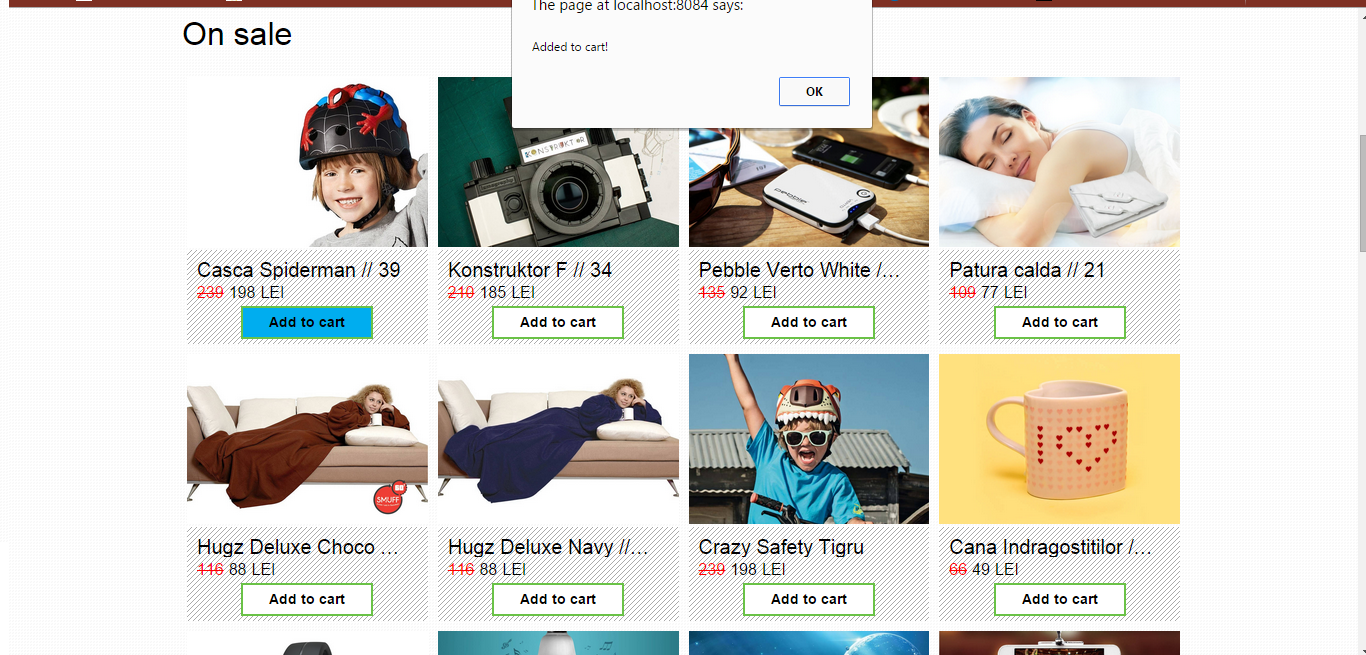 The page at localhost:8084 says:
Added to cart!
OK
On sale
KONSTRUKTOR
pebble
Casca Spiderman // 39
239 198 LEI
Add to cart
Konstruktor F // 34
210 185 LEI
Add to cart
Pebble Verto White /...
135 92 LEI
Add to cart
Patura calda // 21
109 77 LEI
Add to cart
SMUFF
Hugz Deluxe Choco ...
116 88 LEI
Add to cart
Hugz Deluxe Navy //...
116 88 LEI
Add to cart
Crazy Safety Tigru
239 198 LEI
Add to cart
Cana Indragostitilor /...
66 49 LEI
Add to cart